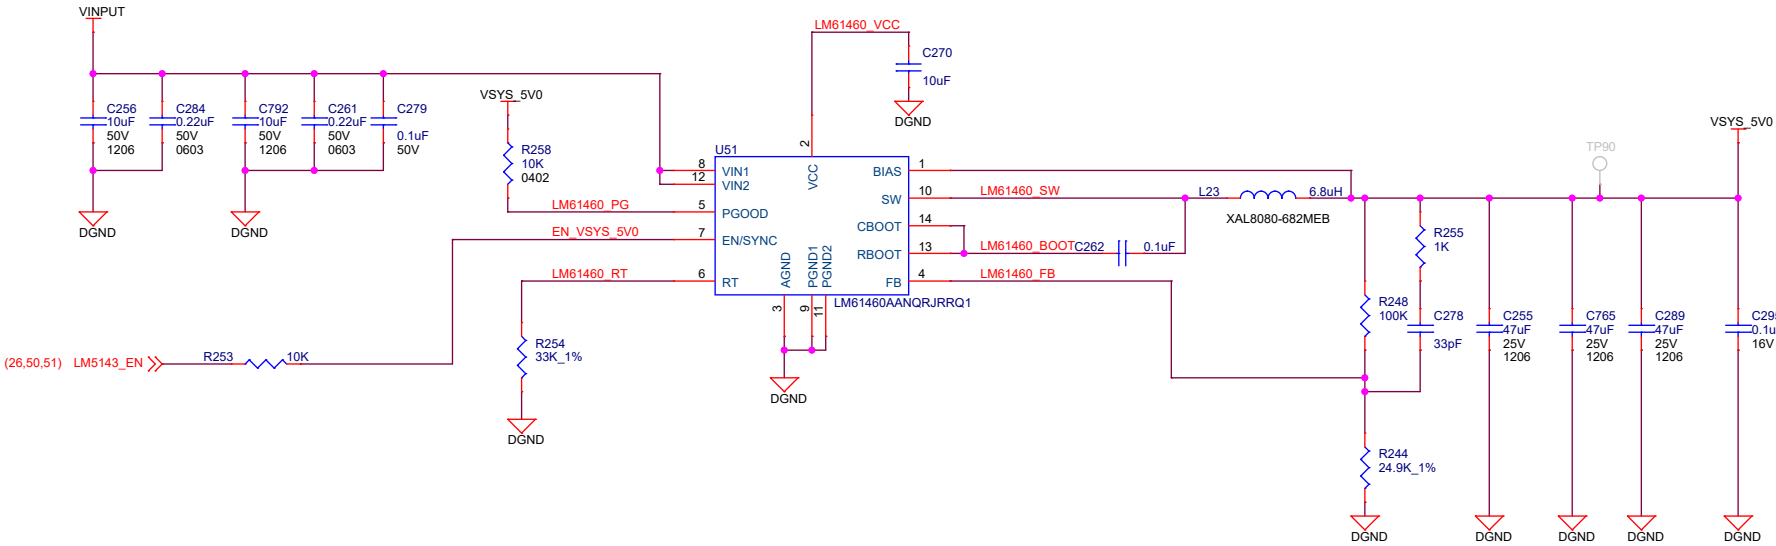 VINPUT
C256
10uF
50V
1206
C284
0.22uF
50V
0603
C792
10uF
50V
1206
C261
0.22uF
50V
0603
C279
0.1uF
50V
DGND
DGND
VSYS_5V0
R258
10K
0402
LM61460_PG
EN_VSYS_5V0
LM61460_RT
R254
33K_1%
DGND
(26,50,51) LM5143_EN
R253 10K
LM61460_VCC
C270
10uF
DGND
U51
2
VCC
8 VIN1
12 VIN2
5 PGOOD
7 EN/SYNC
6 RT
BIAS 1
SW 10
CBOOT 14
RBOOT 13
FB 4
AGND
PGND1
PGND2
3
9
11
LM61460AANQRJRRQ1
DGND
LM61460_SW
LM61460_BOOT
C262 0.1uF
LM61460_FB
L23 6.8uH
XAL8080-682MEB
R255
1K
R248
100K
C278
33pF
R244
24.9K_1%
DGND
C255
47uF
25V
1206
DGND
C765
47uF
25V
1206
DGND
C289
47uF
25V
1206
DGND
TP90
VSYS_5V0
C295
0.1u
16V
DGND